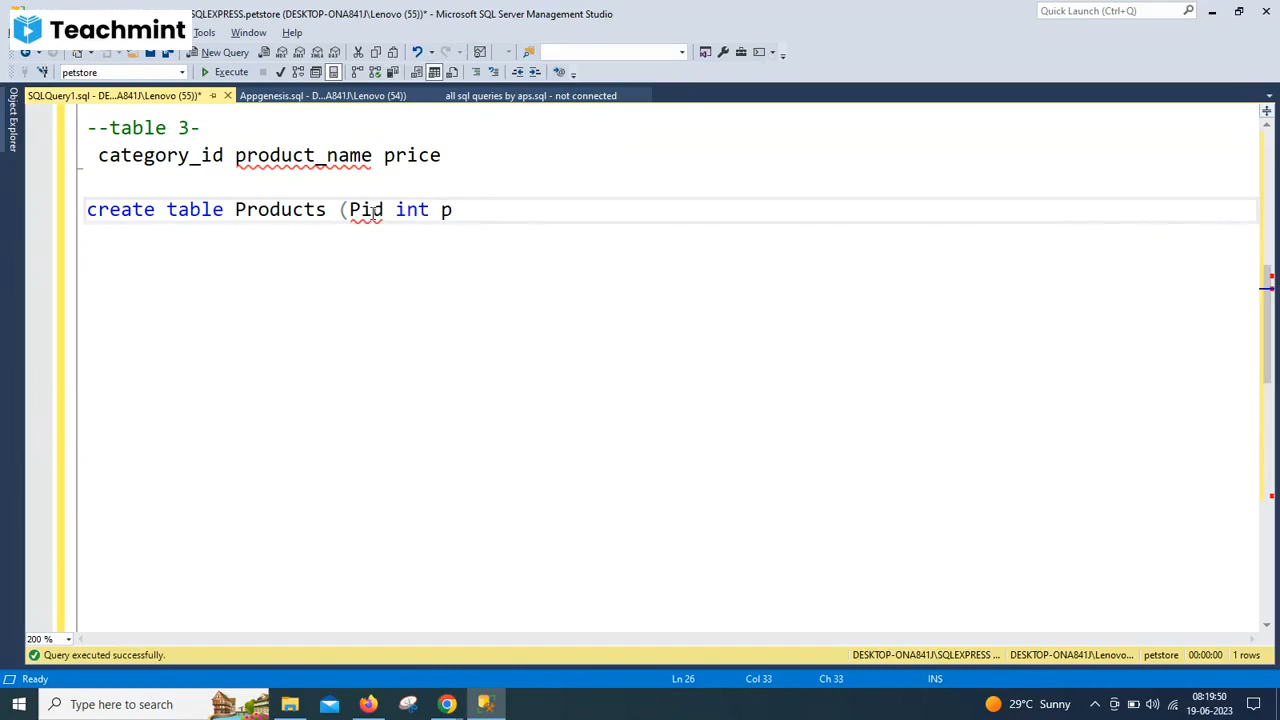 SQLEXPRESS.petstore (DESKTOP-ONA841J\Lenovo (55))* - Microsoft SQL Server Management Studio
Quick Launch (Ctrl+Q)
Teachmint
Tools Window Help
New Query
petstore
Execute
SQLQuery1.sql - DE...A841J\Lenovo (55))*
Appgenesis.sql - D...A841J\Lenovo (54))
all sql queries by aps.sql - not connected
Object Explorer
--table 3-
category_id product_name price
create table Products (Pid int p
200 %
Query executed successfully.
DESKTOP-ONA841J\SQLEXPRESS ...
DESKTOP-ONA841J\Lenovo...
petstore
00:00:00
1 rows
Ready
Ln 26
Col 33
Ch 33
INS
Type here to search
29°C Sunny
08:19:50
19-06-2023